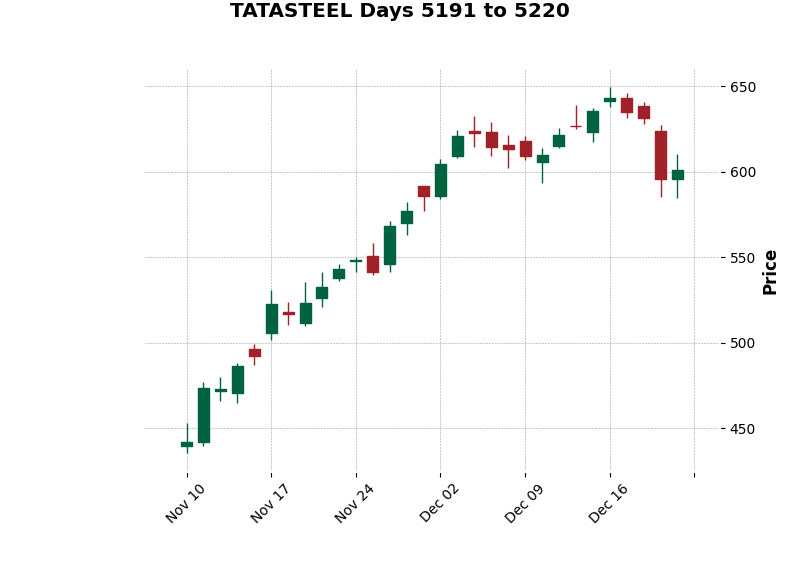 TATASTEEL Days 5191 to 5220
650
600
550
500
450
Price
Nov 10
Nov 17
Nov 24
Dec 02
Dec 09
Dec 16